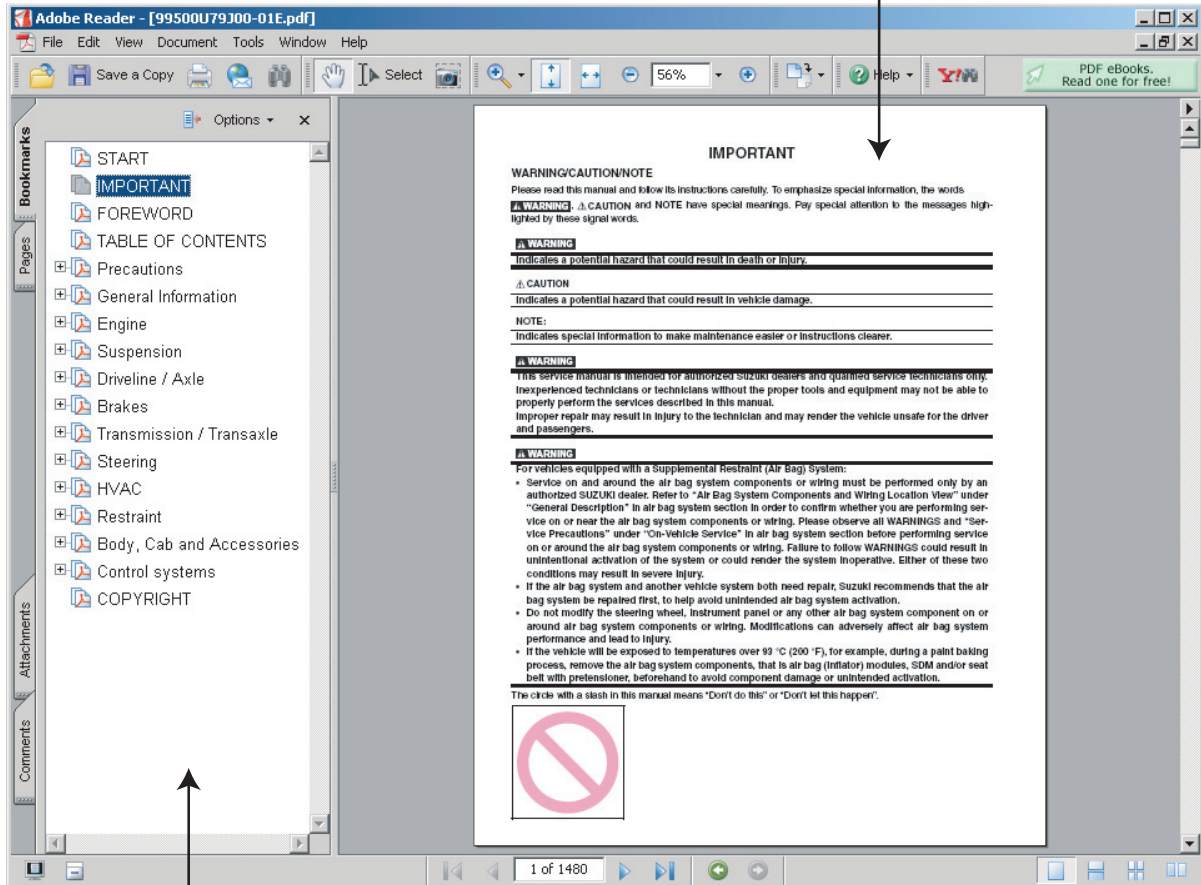 Adobe Reader - [99500U79J00-01E.pdf]
File Edit View Document Tools Window Help
Save a Copy Select 56% Help Y! PDF eBooks.
Read one for free!
Bookmarks
Pages
Attachments
Comments
Options
START
IMPORTANT
FOREWORD
TABLE OF CONTENTS
Precautions
General Information
Engine
Suspension
Driveline / Axle
Brakes
Transmission / Transaxle
Steering
HVAC
Restraint
Body, Cab and Accessories
Control systems
COPYRIGHT
IMPORTANT
WARNING/CAUTION/NOTE
Please read this manual and follow its instructions carefully. To emphasize special information, the words
WARNING, CAUTION and NOTE have special meanings. Pay special attention to the messages high-
lighted by these signal words.
WARNING
Indicates a potential hazard that could result in death or injury.
CAUTION
Indicates a potential hazard that could result in vehicle damage.
NOTE:
Indicates special information to make maintenance easier or instructions clearer.
WARNING
This service manual is intended for authorized Suzuki dealers and qualified service technicians only.
Inexperienced technicians or technicians without the proper tools and equipment may not be able to
properly perform the services described in this manual.
Improper repair may result in injury to the technician and may render the vehicle unsafe for the driver
and passengers.
WARNING
For vehicles equipped with a Supplemental Restraint (Air Bag) System:
• Service on and around the air bag system components or wiring must be performed only by an
authorized SUZUKI dealer. Refer to "Air Bag System Components and Wiring Location View" under
"General Description" in air bag system section in order to confirm whether you are performing ser-
vice on or near the air bag system components or wiring. Please observe all WARNINGS and "Ser-
vice Precautions" under "On-Vehicle Service" in air bag system section before performing service
on or around the air bag system components or wiring. Failure to follow WARNINGS could result in
unintentional activation of the system or could render the system inoperative. Either of these two
conditions may result in severe injury.
• If the air bag system and another vehicle system both need repair, Suzuki recommends that the air
bag system be repaired first, to help avoid unintended air bag system activation.
• Do not modify the steering wheel, instrument panel or any other air bag system component on or
around air bag system components or wiring. Modifications can adversely affect air bag system
performance and lead to injury.
• If the vehicle will be exposed to temperatures over 93 °C (200 °F), for example, during a paint baking
process, remove the air bag system components, that is air bag (inflator) modules, SDM and/or seat
belt with pretensioner, beforehand to avoid component damage or unintended activation.
The circle with a slash in this manual means "Don't do this" or "Don't let this happen".
1 of 1480